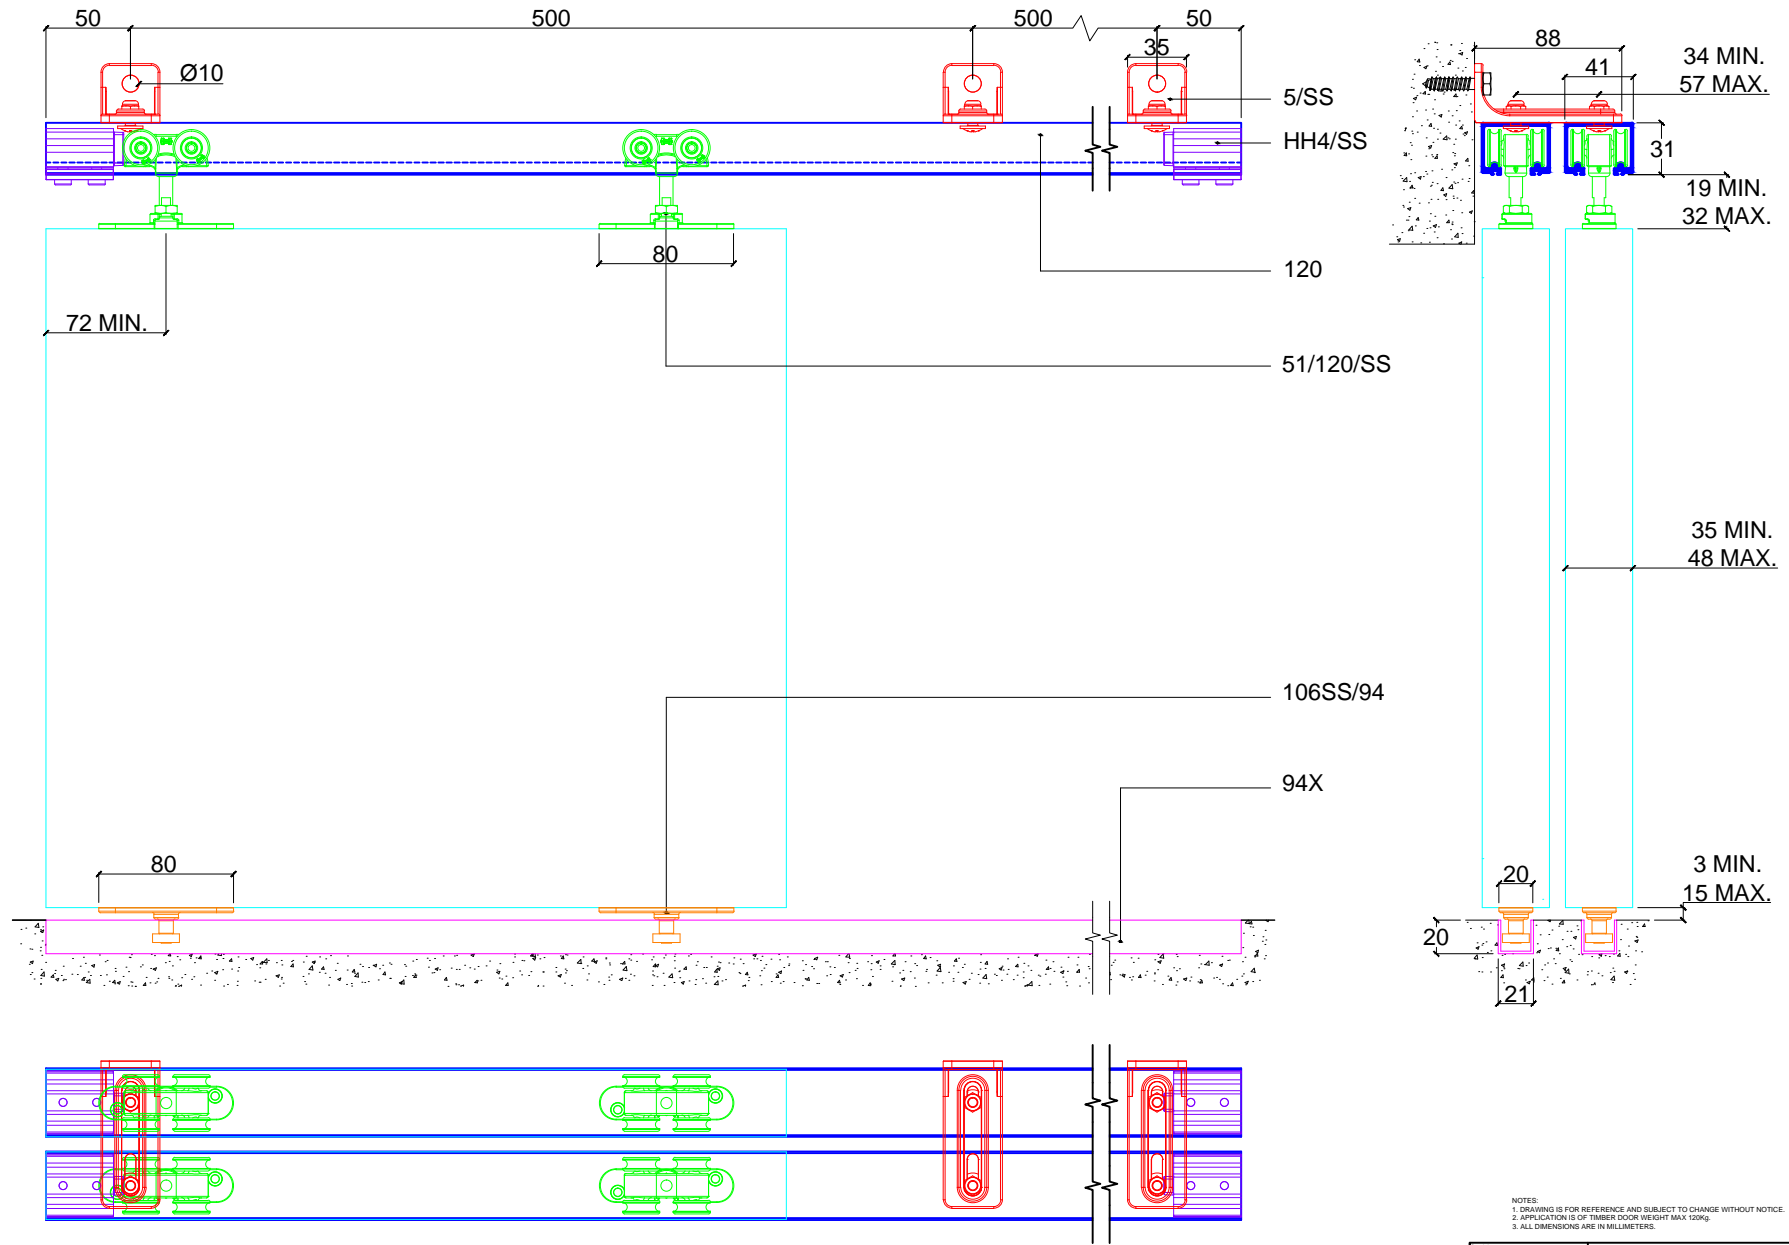 50
500
500
50
35
Ø10
5/SS
HH4/SS
120
80
72 MIN.
51/120/SS
106SS/94
94X
80
88
41
34 MIN.
57 MAX.
31
19 MIN.
32 MAX.
35 MIN.
48 MAX.
3 MIN.
15 MAX.
20
20
21
NOTES:
1. DRAWING IS FOR REFERENCE AND SUBJECT TO CHANGE WITHOUT NOTICE.
2. APPLICATION IS OF TIMBER DOOR WEIGHT MAX 120Kg.
3. ALL DIMENSIONS ARE IN MILLIMETERS.